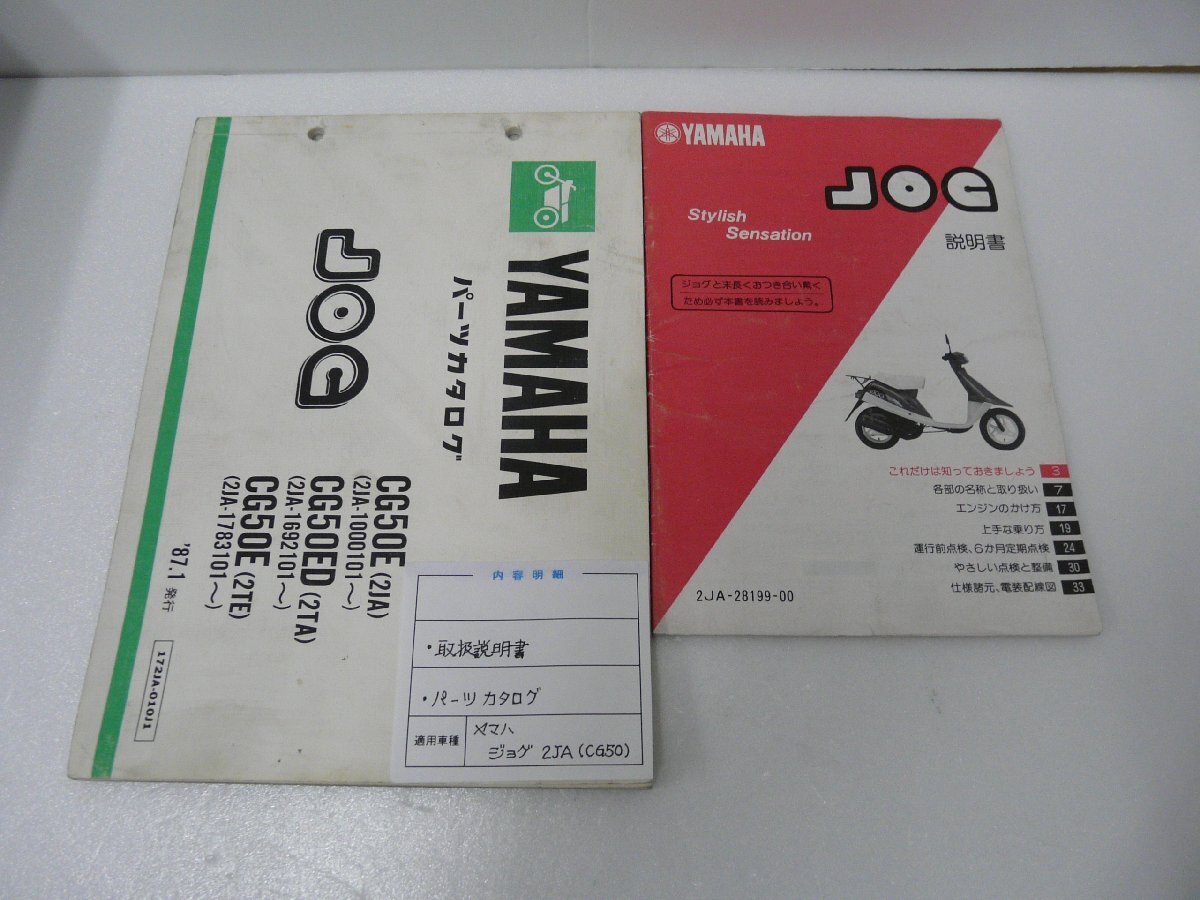 YAMAHA
パーツカタログ
JOG
CG50E (2JA)
(2JA-1000101～)
CG50ED (2TA)
(2JA-1692101～)
CG50E (2TE)
(2JA-1783101～)
'87.1 発行
172JA-010J1
内容明細
・取扱説明書
・パーツカタログ
適用車種
ヤマハ
ジョグ 2JA (CG50)
YAMAHA
JOG
Stylish
Sensation
説明書
ジョグと末長くおつき合い戴く
ため必ず本書を読みましょう。
これだけは知っておきましょう 3
各部の名称と取り扱い 7
エンジンのかけ方 17
上手な乗り方 19
運行前点検、6か月定期点検 24
やさしい点検と整備 30
仕様諸元、電装配線図 33
2JA-28199-00